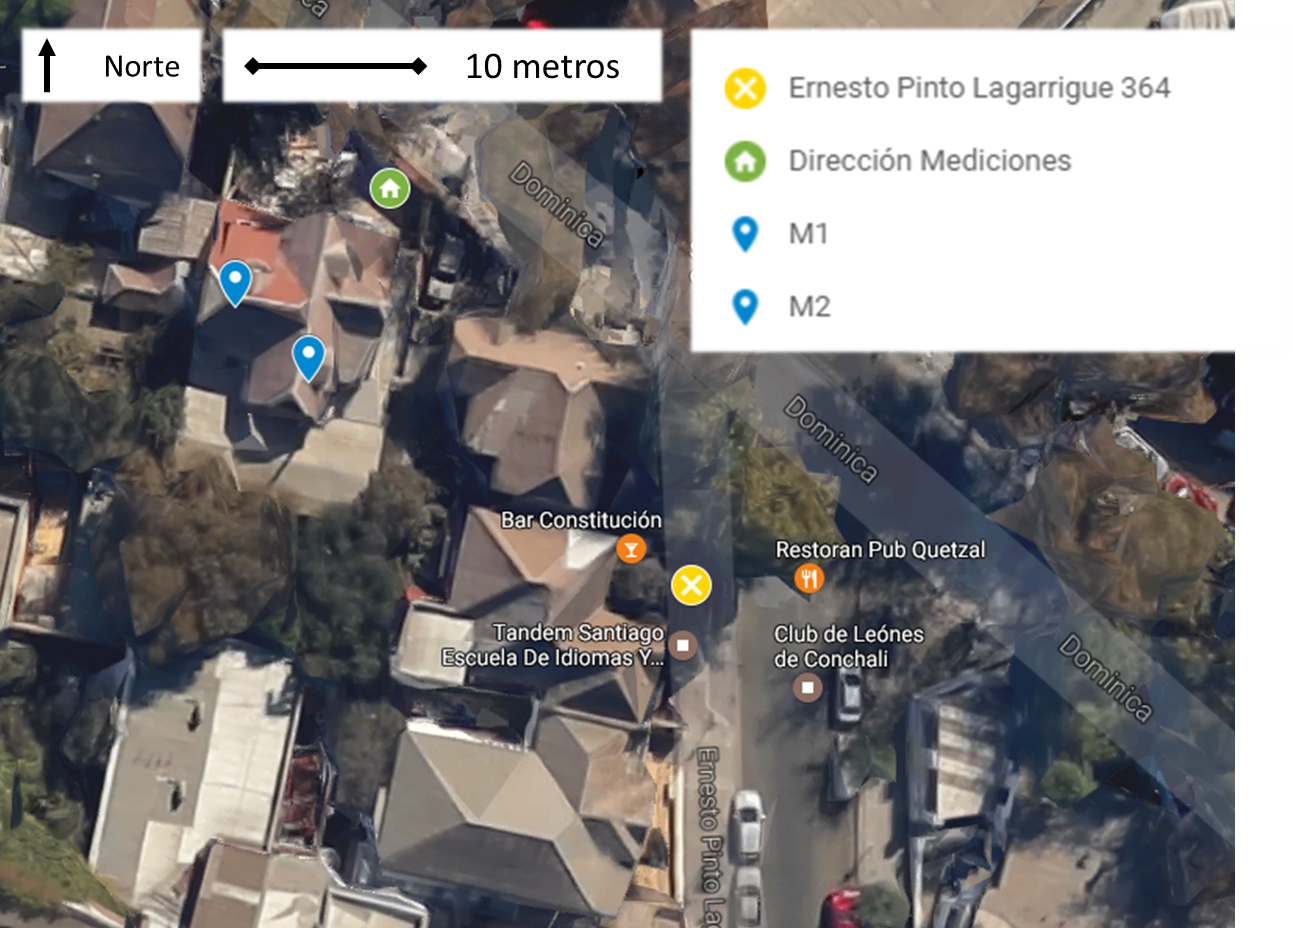 ca
Norte
10 metros
Ernesto Pinto Lagarrigue 364
Dirección Mediciones
M1
M2
Dominica
Dominica
Bar Constitución
Restoran Pub Quetzal
Tandem Santiago
Escuela De Idiomas Y...
Club de Leónes
de Conchali
Dominica
Ernesto Pinto La